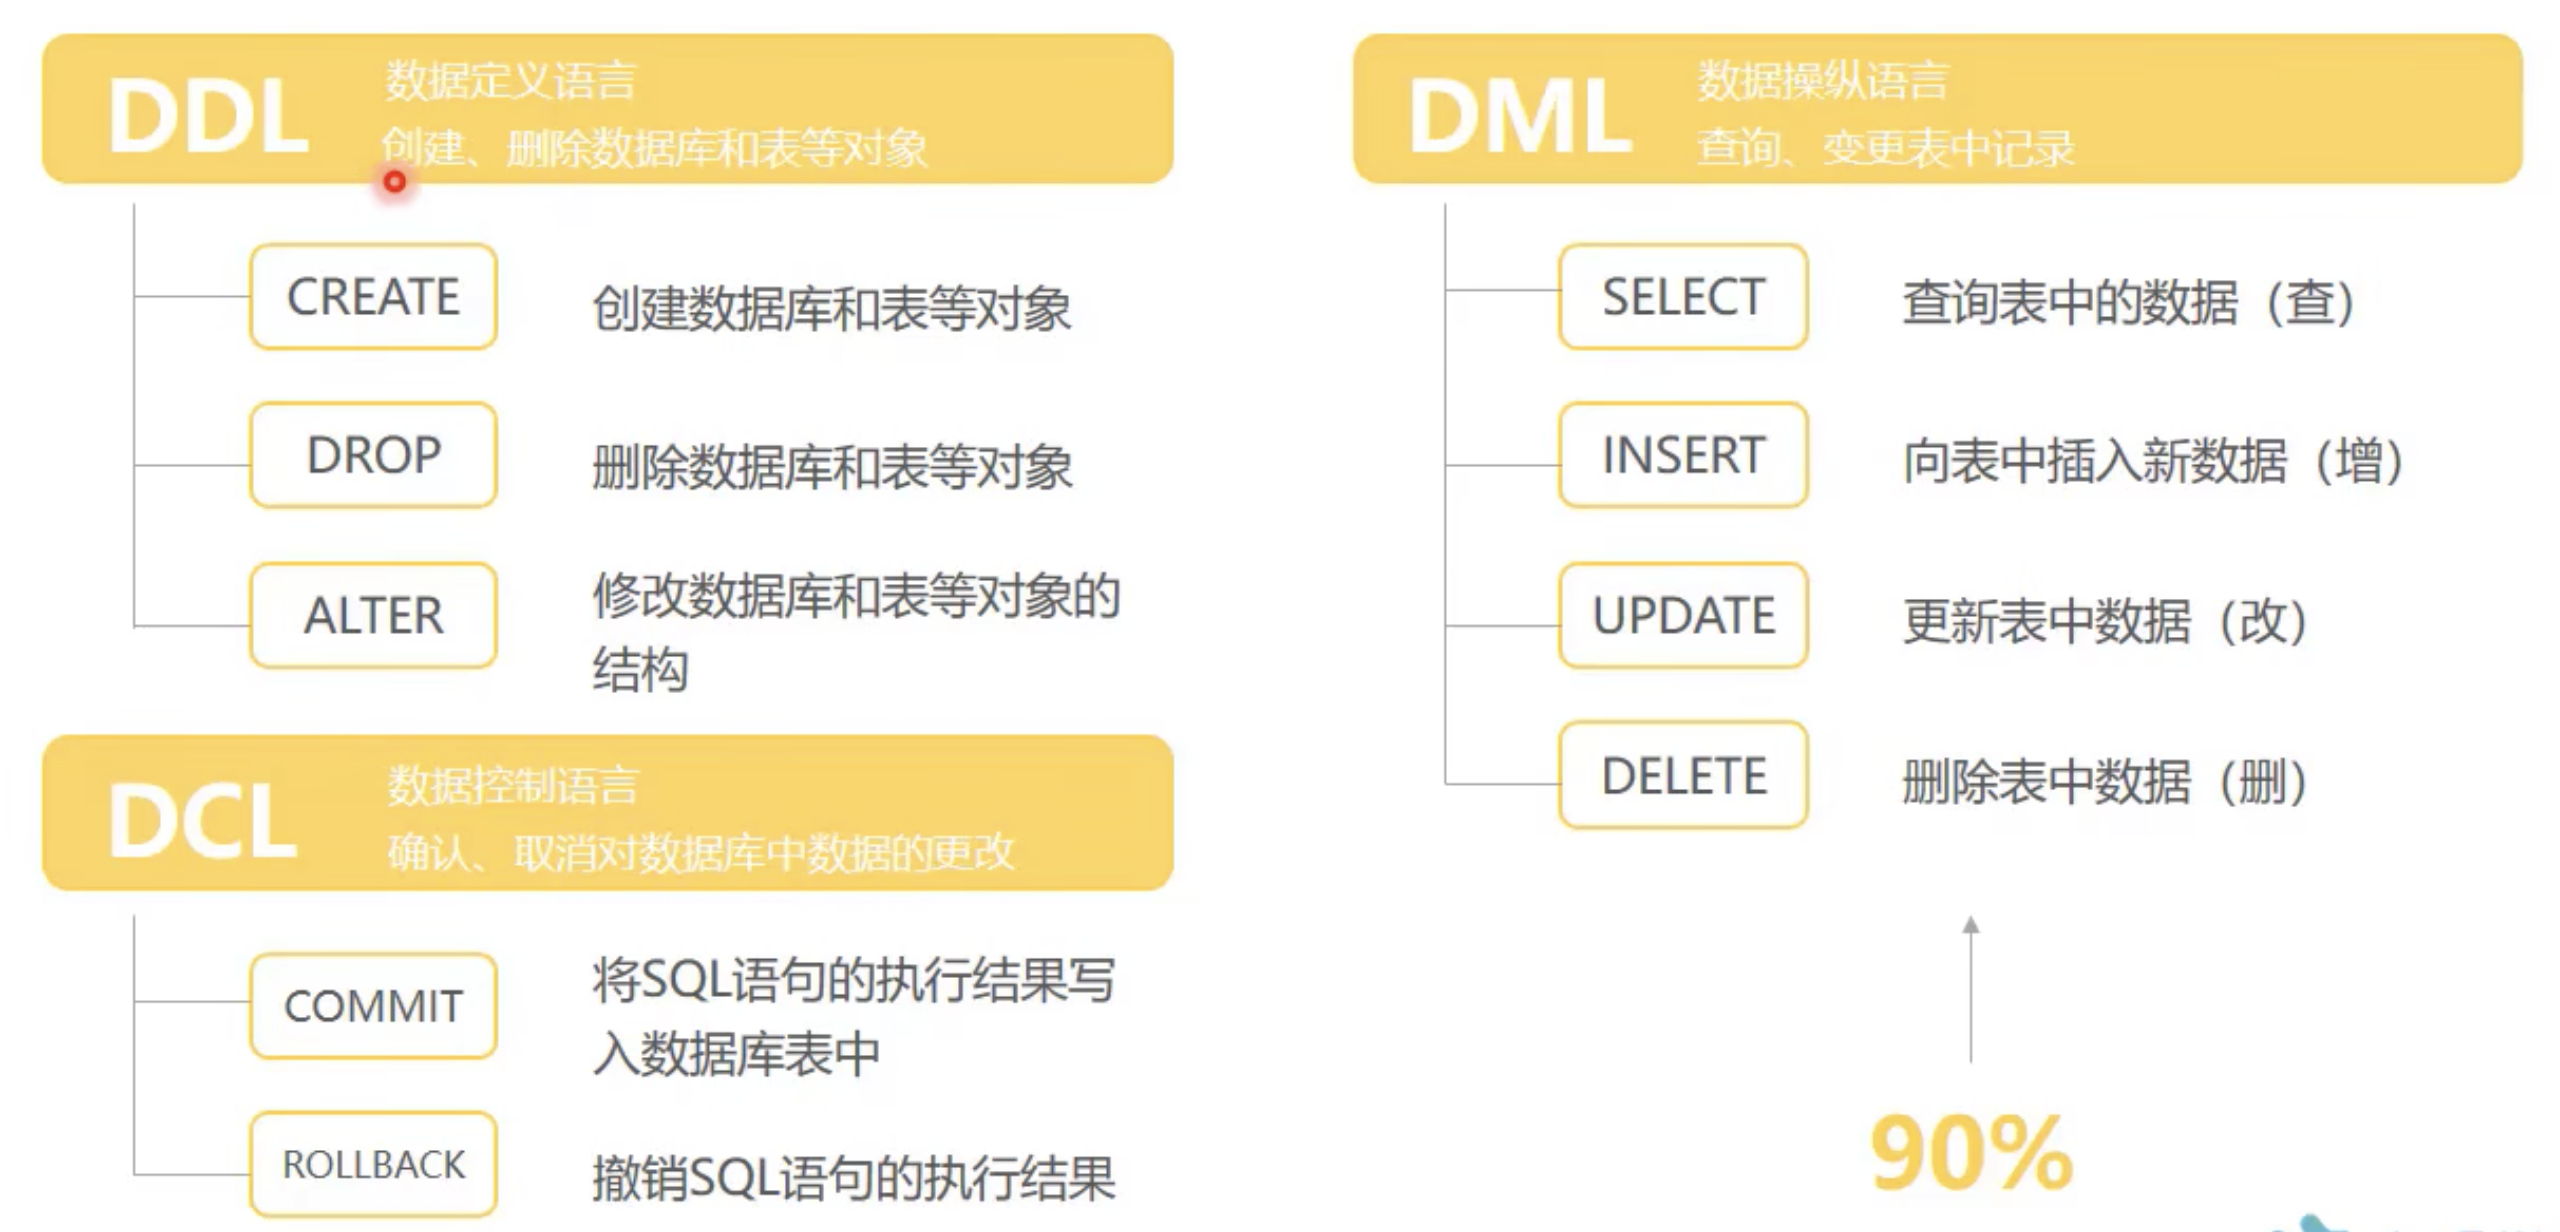 DDL
数据定义语言
创建、删除数据库和表等对象
CREATE
创建数据库和表等对象
DROP
删除数据库和表等对象
ALTER
修改数据库和表等对象的
结构
DCL
数据控制语言
确认、取消对数据库中数据的更改
COMMIT
将SQL语句的执行结果写
入数据库表中
ROLLBACK
撤销SQL语句的执行结果
DML
数据操纵语言
查询、变更表中记录
SELECT
查询表中的数据（查）
INSERT
向表中插入新数据（增）
UPDATE
更新表中数据（改）
DELETE
删除表中数据（删）
90%